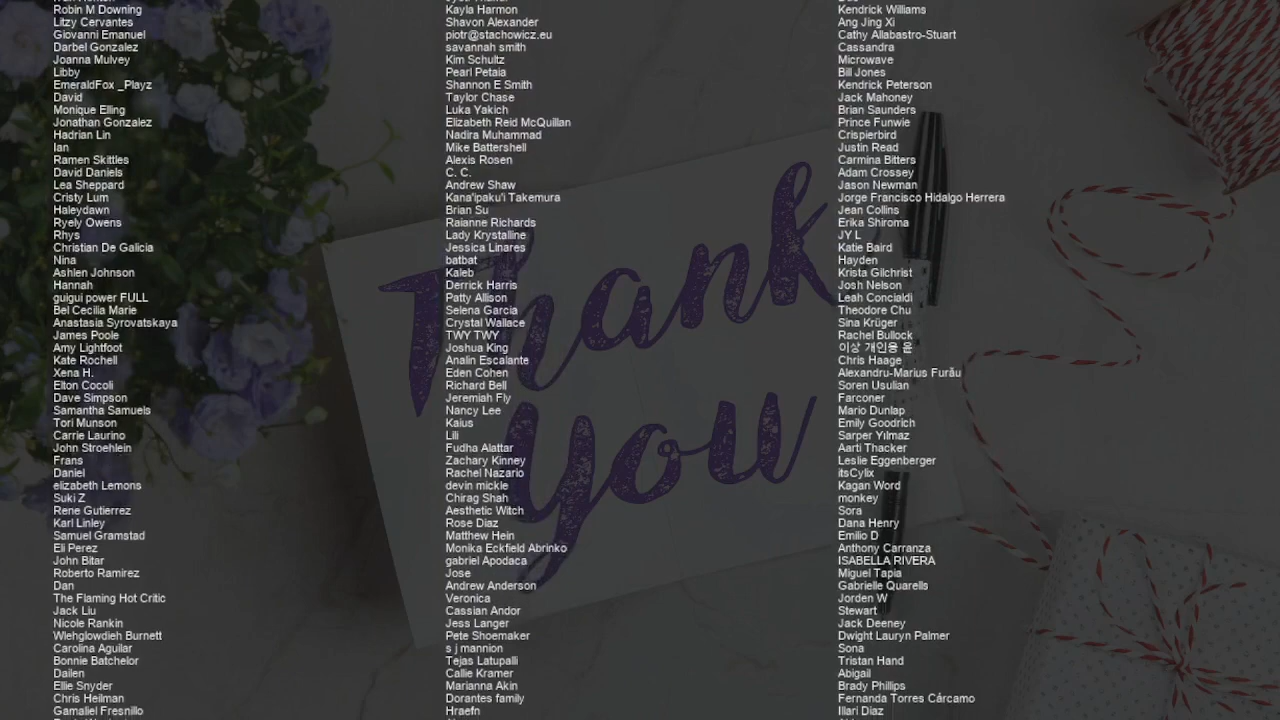 Robin M Downing
Litzy Cervantes
Giovanni Emanuel
Darbel Gonzalez
Joanna Mulvey
Libby
EmeraldFox _Playz
David
Monique Elling
Jonathan Gonzalez
Hadrian Lin
Ian
Ramen Skittles
David Daniels
Lea Sheppard
Cristy Lum
Haleydawn
Ryely Owens
Rhys
Christian De Galicia
Nina
Ashlen Johnson
Hannah
guigui power FULL
Bel Cecilia Marie
Anastasia Syrovatskaya
James Poole
Amy Lightfoot
Kate Rochell
Xena H.
Elton Cocoli
Dave Simpson
Samantha Samuels
Tori Munson
Carrie Laurino
John Stroehlein
Frans
Daniel
elizabeth Lemons
Suki Z
Rene Gutierrez
Karl Linley
Samuel Gramstad
Eli Perez
John Bitar
Roberto Ramirez
Dan
The Flaming Hot Critic
Jack Liu
Nicole Rankin
Wlehglowdieh Burnett
Carolina Aguilar
Bonnie Batchelor
Dailen
Ellie Snyder
Chris Heilman
Gamaliel Fresnillo
Kayla Harmon
Shavon Alexander
piotr@stachowicz.eu
savannah smith
Kim Schultz
Pearl Petaia
Shannon E Smith
Taylor Chase
Luka Yakich
Elizabeth Reid McQuillan
Nadira Muhammad
Mike Battershell
Alexis Rosen
C. C.
Andrew Shaw
Kana'ipaku'i Takemura
Brian Su
Raianne Richards
Lady Krystalline
Jessica Linares
batbat
Kaleb
Derrick Harris
Patty Allison
Selena Garcia
Crystal Wallace
TWY TWY
Joshua King
Analin Escalante
Eden Cohen
Richard Bell
Jeremiah Fly
Nancy Lee
Kaius
Lili
Fudha Alattar
Zachary Kinney
Rachel Nazario
devin mickle
Chirag Shah
Aesthetic Witch
Rose Diaz
Matthew Hein
Monika Eckfield Abrinko
gabriel Apodaca
Jose
Andrew Anderson
Veronica
Cassian Andor
Jess Langer
Pete Shoemaker
s j mannion
Tejas Latupalli
Callie Kramer
Marianna Akin
Dorantes family
Hraefn
Kendrick Williams
Ang Jing Xi
Cathy Allabastro-Stuart
Cassandra
Microwave
Bill Jones
Kendrick Peterson
Jack Mahoney
Brian Saunders
Prince Funwie
Crispierbird
Justin Read
Carmina Bitters
Adam Crossey
Jason Newman
Jorge Francisco Hidalgo Herrera
Jean Collins
Erika Shiroma
JY L
Katie Baird
Hayden
Krista Gilchrist
Josh Nelson
Leah Concialdi
Theodore Chu
Sina Krüger
Rachel Bullock
이상 개인용 윤
Chris Haage
Alexandru-Marius Furău
Soren Usulian
Farconer
Mario Dunlap
Emily Goodrich
Sarper Yılmaz
Aarti Thacker
Leslie Eggenberger
itsCylix
Kagan Word
monkey
Sora
Dana Henry
Emilio D
Anthony Carranza
ISABELLA RIVERA
Miguel Tapia
Gabrielle Quarells
Jorden W
Stewart
Jack Deeney
Dwight Lauryn Palmer
Sona
Tristan Hand
Abigail
Brady Phillips
Fernanda Torres Cárcamo
Illari Diaz
Thank
You